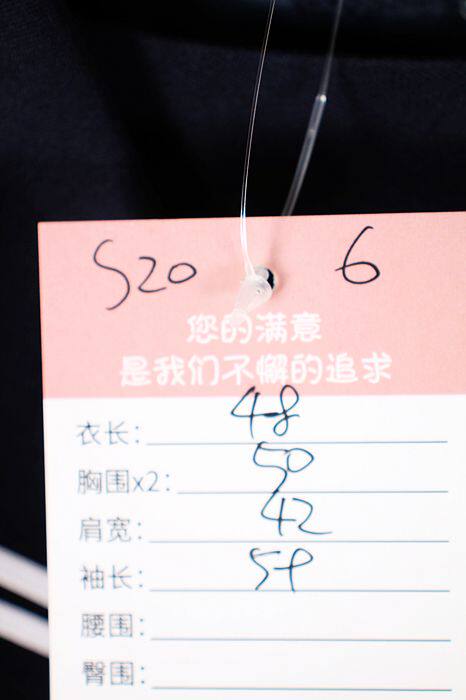 S20 6
您的满意
是我们不懈的追求
衣长: 48
胸围x2: 50
肩宽: 42
袖长: 59
腰围:
臀围: